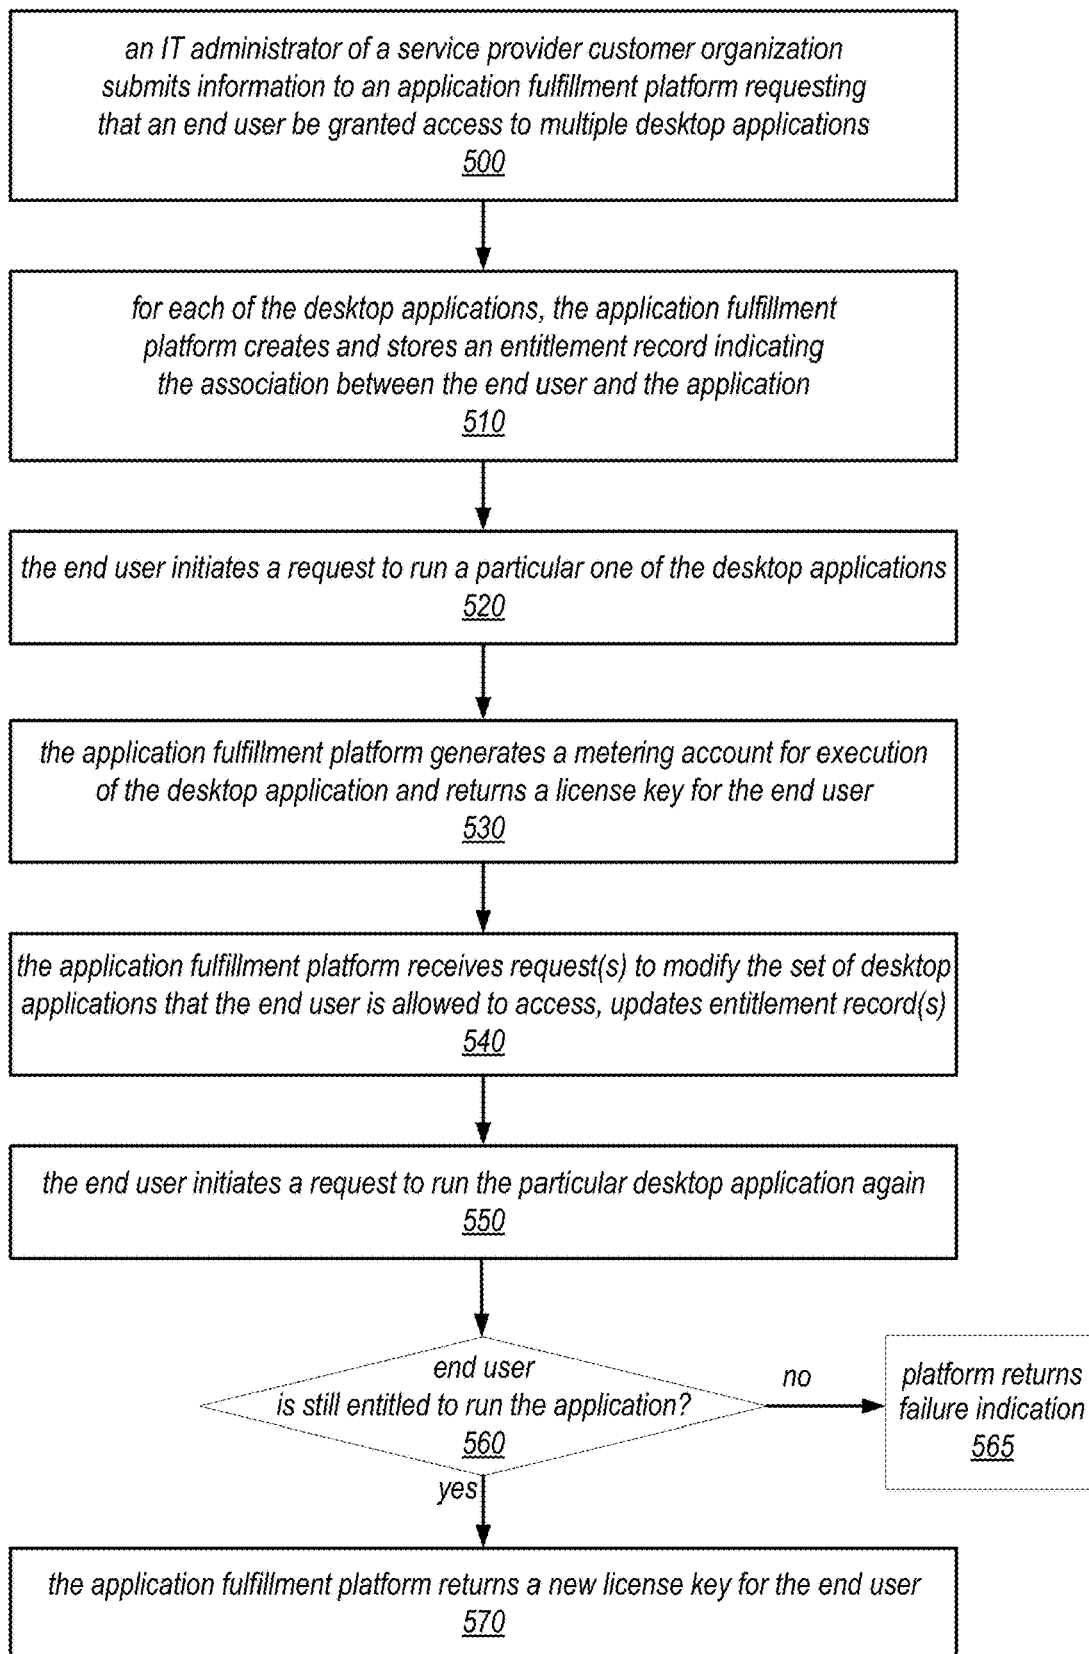 an IT administrator of a service provider customer organization
submits information to an application fulfillment platform requesting
that an end user be granted access to multiple desktop applications
500
for each of the desktop applications, the application fulfillment
platform creates and stores an entitlement record indicating
the association between the end user and the application
510
the end user initiates a request to run a particular one of the desktop applications
520
the application fulfillment platform generates a metering account for execution
of the desktop application and returns a license key for the end user
530
the application fulfillment platform receives request(s) to modify the set of desktop
applications that the end user is allowed to access, updates entitlement record(s)
540
the end user initiates a request to run the particular desktop application again
550
end user
is still entitled to run the application?
560
no
platform returns
failure indication
565
yes
the application fulfillment platform returns a new license key for the end user
570